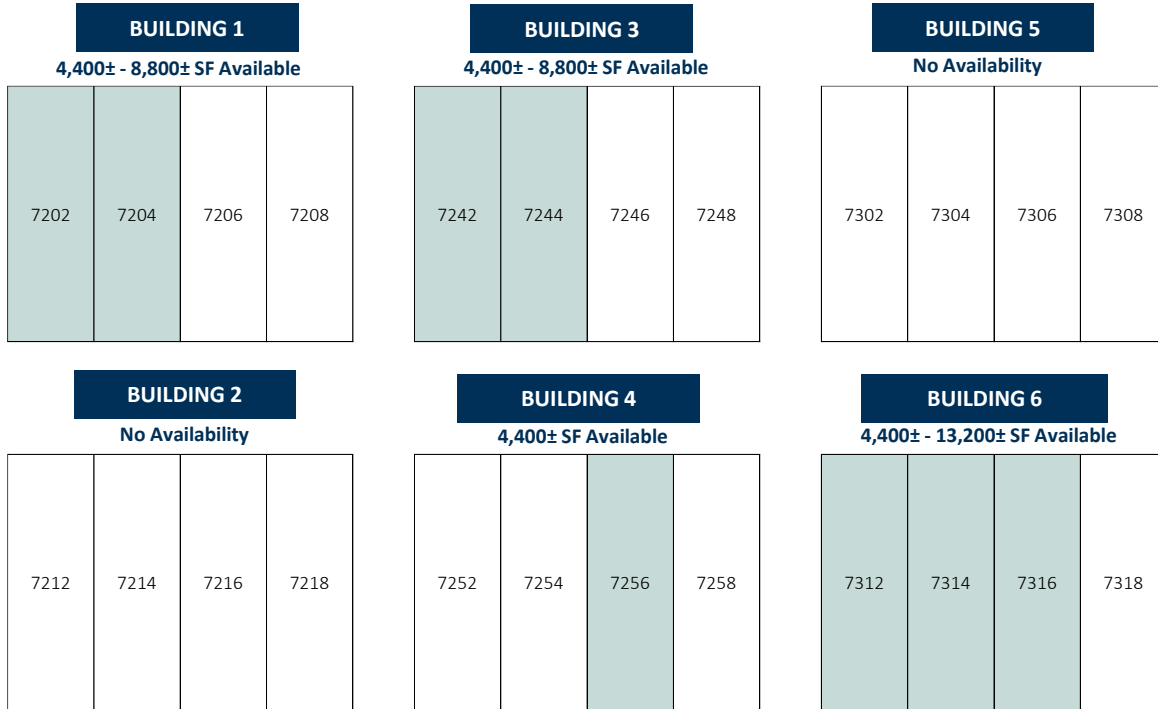 BUILDING 1
4,400± - 8,800± SF Available
7202 7204 7206 7208
BUILDING 3
4,400± - 8,800± SF Available
7242 7244 7246 7248
BUILDING 5
No Availability
7302 7304 7306 7308
BUILDING 2
No Availability
7212 7214 7216 7218
BUILDING 4
4,400± SF Available
7252 7254 7256 7258
BUILDING 6
4,400± - 13,200± SF Available
7312 7314 7316 7318